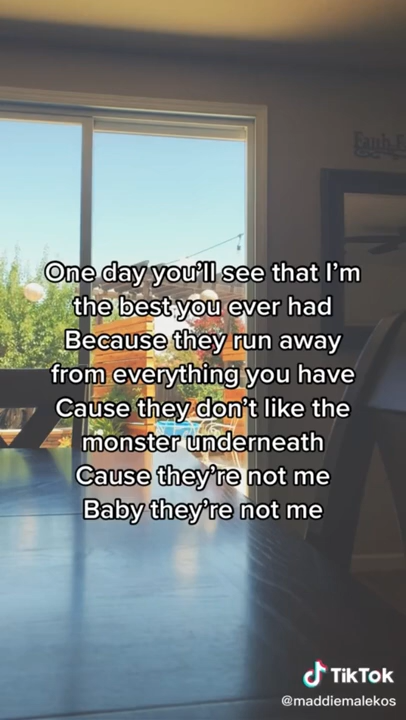 One day you'll see that I'm
the best you ever had
Because they run away
from everything you have
Cause they don't like the
monster underneath
Cause they're not me
Baby they're not me
TikTok
@maddiemalekos